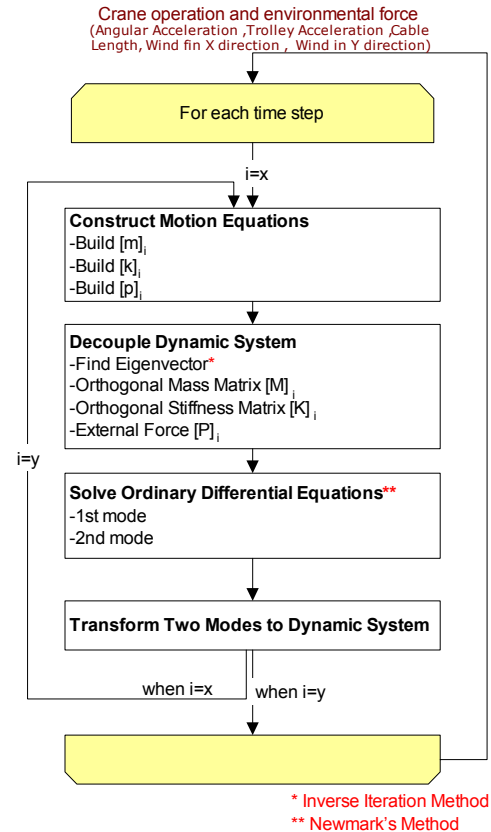 Crane operation and environmental force
(Angular Acceleration ,Trolley Acceleration ,Cable
Length, Wind fin X direction , Wind in Y direction)
For each time step
i=x
Construct Motion Equations
-Build [m]i
-Build [k]i
-Build [p]i
Decouple Dynamic System
-Find Eigenvector*
-Orthogonal Mass Matrix [M] i
-Orthogonal Stiffness Matrix [K] i
-External Force [P] i
i=y
Solve Ordinary Differential Equations**
-1st mode
-2nd mode
Transform Two Modes to Dynamic System
when i=x
when i=y
* Inverse Iteration Method
** Newmark's Method